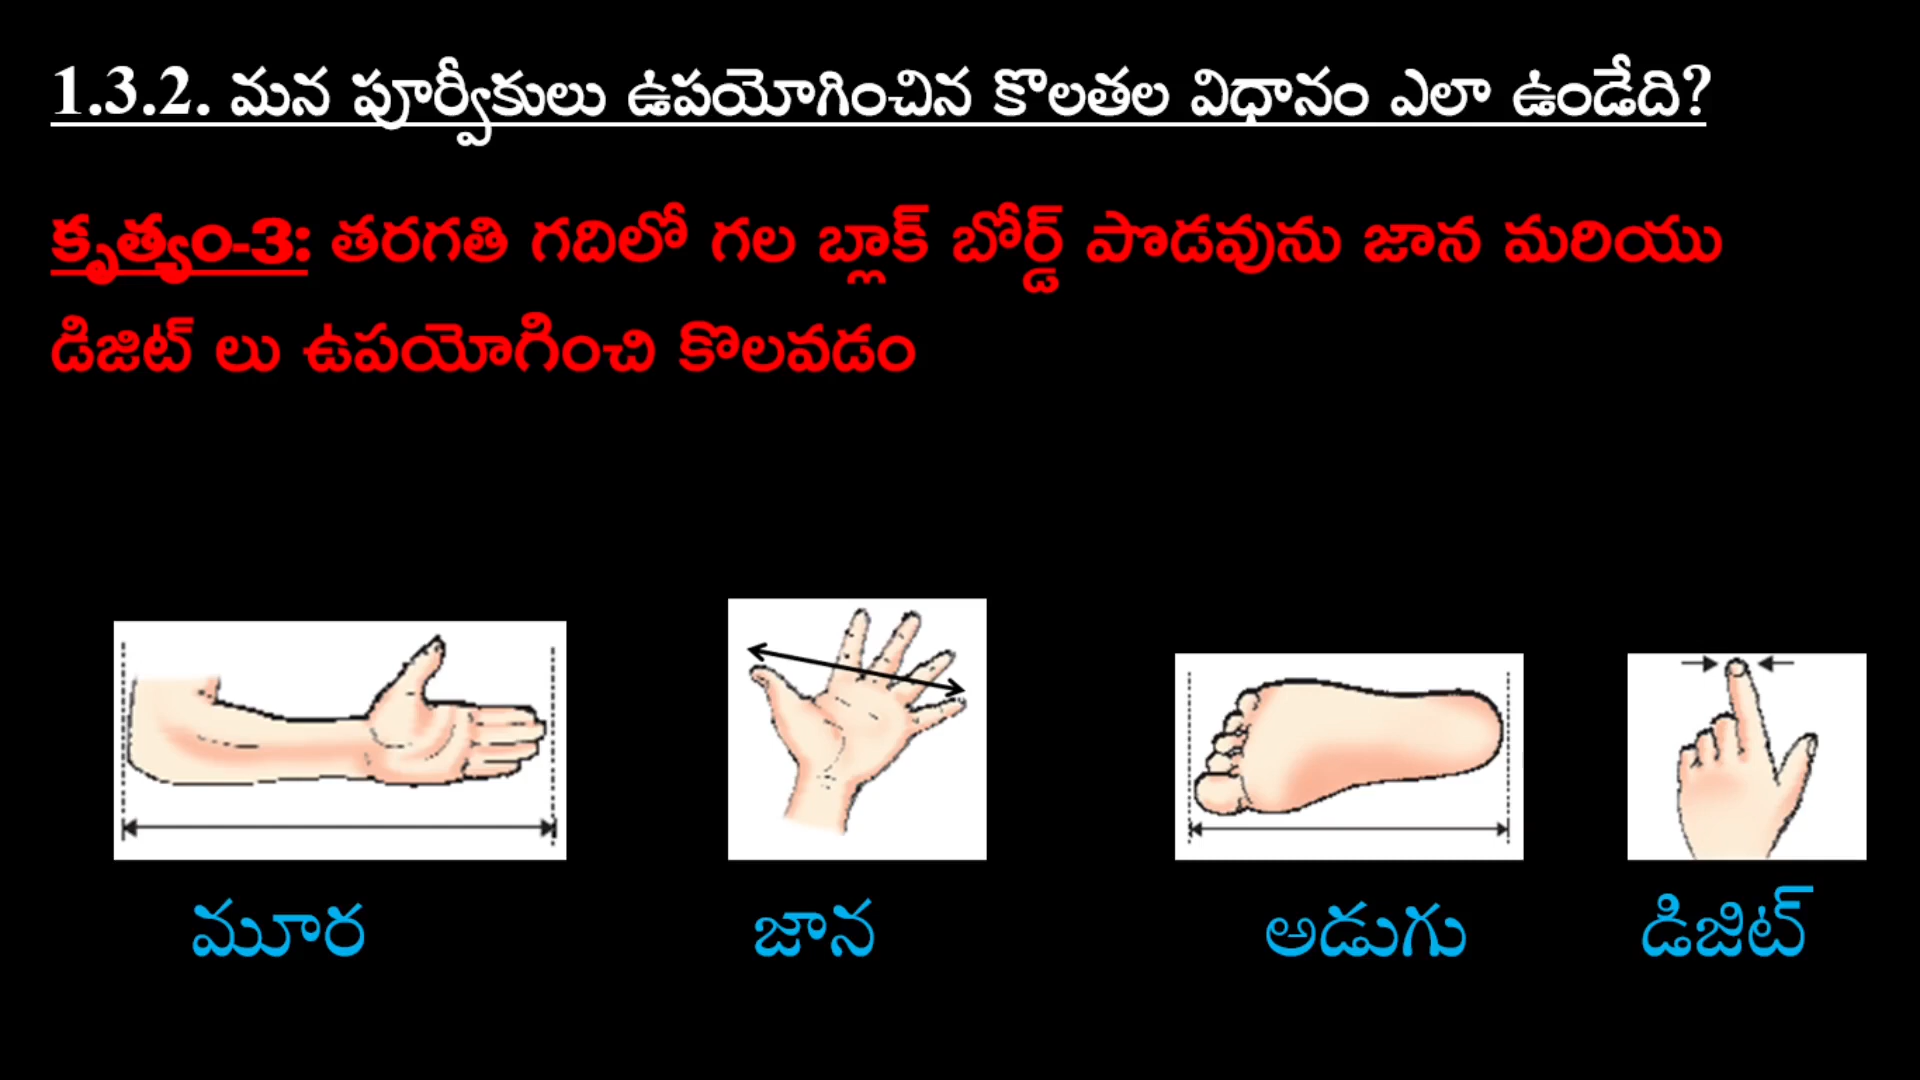 1.3.2. మన పూర్వీకులు ఉపయోగించిన కొలతల విధానం ఎలా ఉండేది?
కృత్యం-3: తరగతి గదిలో గల బ్లాక్ బోర్డ్ పొడవును జాన మరియు
డిజిట్ లు ఉపయోగించి కొలవడం
మూర జాన అడుగు డిజిట్